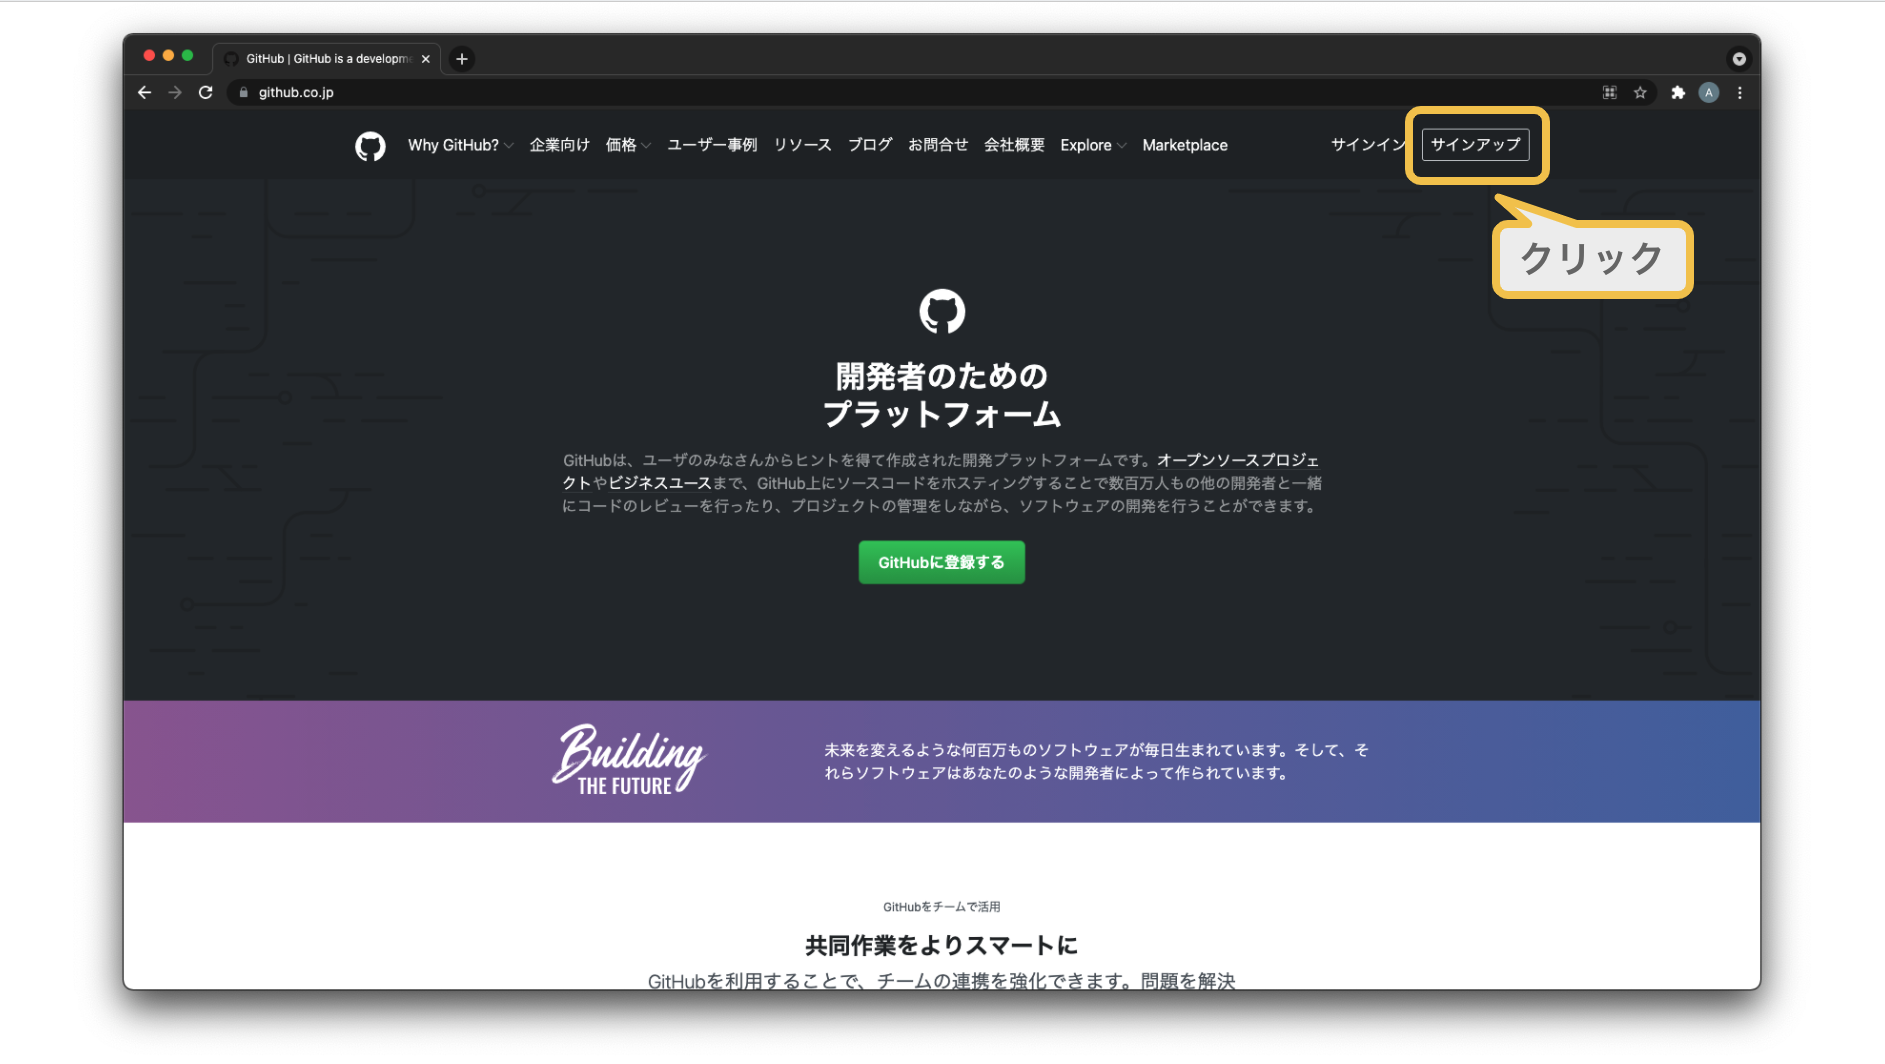 GitHub | GitHub is a developm
github.co.jp
A
Why GitHub? 企業向け 価格 ユーザー事例 リソース ブログ お問合せ 会社概要 Explore Marketplace サインイン サインアップ
クリック
開発者のための
プラットフォーム
GitHubは、ユーザのみなさんからヒントを得て作成された開発プラットフォームです。オープンソースプロジェ
クトやビジネスユースまで、GitHub上にソースコードをホスティングすることで数百万人もの他の開発者と一緒
にコードのレビューを行ったり、プロジェクトの管理をしながら、ソフトウェアの開発を行うことができます。
GitHubに登録する
Building
THE FUTURE
未来を変えるような何百万ものソフトウェアが毎日生まれています。そして、そ
れらソフトウェアはあなたのような開発者によって作られています。
GitHubをチームで活用
共同作業をよりスマートに
GitHubを利用することで、チームの連携を強化できます。問題を解決